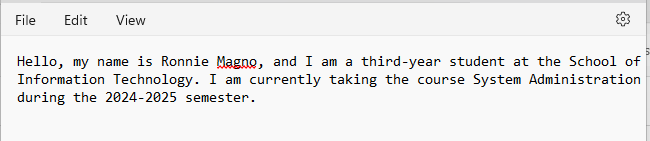 File Edit View
Hello, my name is Ronnie Magno, and I am a third-year student at the School of
Information Technology. I am currently taking the course System Administration
during the 2024-2025 semester.